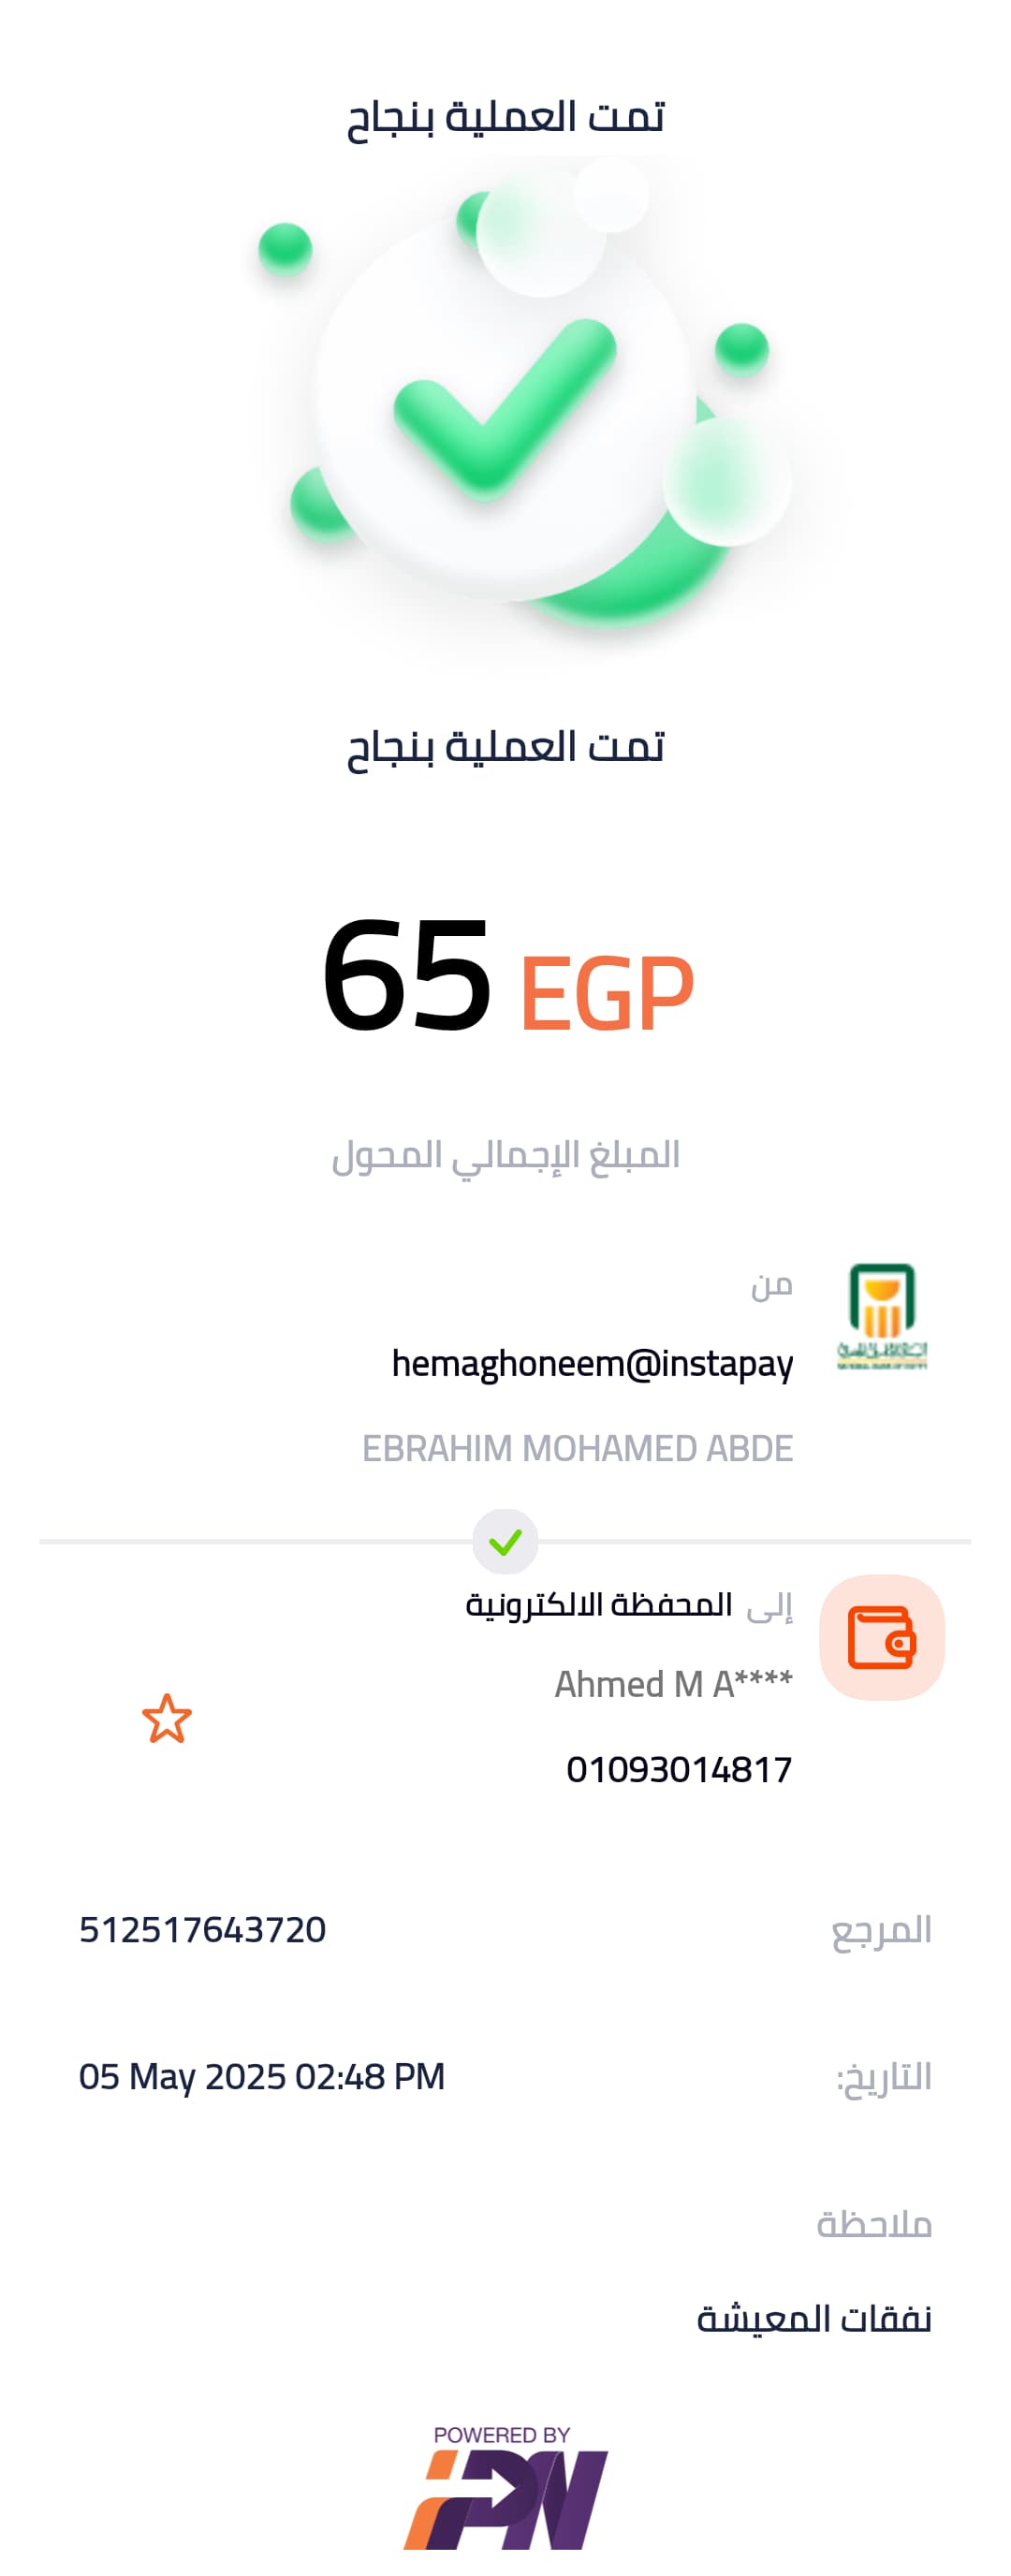 تمت العملية بنجاح
تمت العملية بنجاح
65 EGP
المبلغ الإجمالي المحول
من
hemaghoneem@instapay
EBRAHIM MOHAMED ABDE
إلى المحفظة الالكترونية
Ahmed M A****
01093014817
المرجع 512517643720
التاريخ: 05 May 2025 02:48 PM
ملاحظة
نفقات المعيشة
POWERED BY
IPN